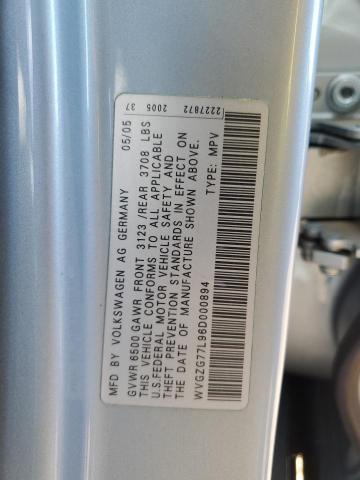 37 2005 2227872
MFD BY VOLKSWAGEN AG GERMANY 05/05
GVWR 6500 GAWR FRONT 3123 /REAR 3708 LBS
THIS VEHICLE CONFORMS TO ALL APPLICABLE
U.S.FEDERAL MOTOR VEHICLE SAFETY AND
THEFT PREVENTION STANDARDS IN EFFECT ON
THE DATE OF MANUFACTURE SHOWN ABOVE.
WVGZG77L96D000894 TYPE: MPV